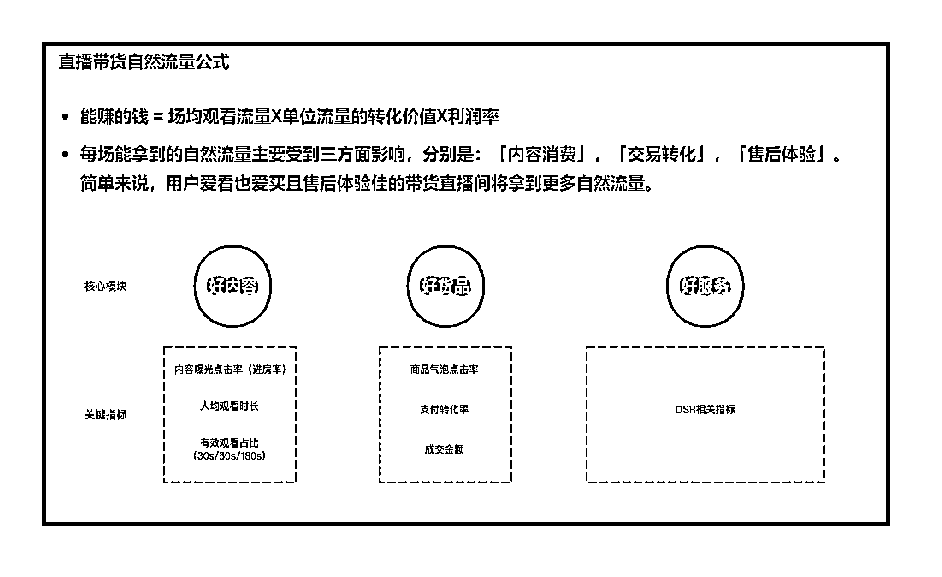 直播带货自然流量公式
• 能赚的钱 = 场均观看流量X单位流量的转化价值X利润率
• 每场能拿到的自然流量主要受到三方面影响，分别是：「内容消费」，「交易转化」，「售后体验」。
简单来说，用户爱看也爱买且售后体验佳的带货直播间将拿到更多自然流量。
核心模块
好内容
好货品
好服务
关键指标
内容曝光点击率（进房率）
人均观看时长
有效观看占比
(30s/60s/180s)
商品气泡点击率
支付转化率
成交金额
DSR相关指标